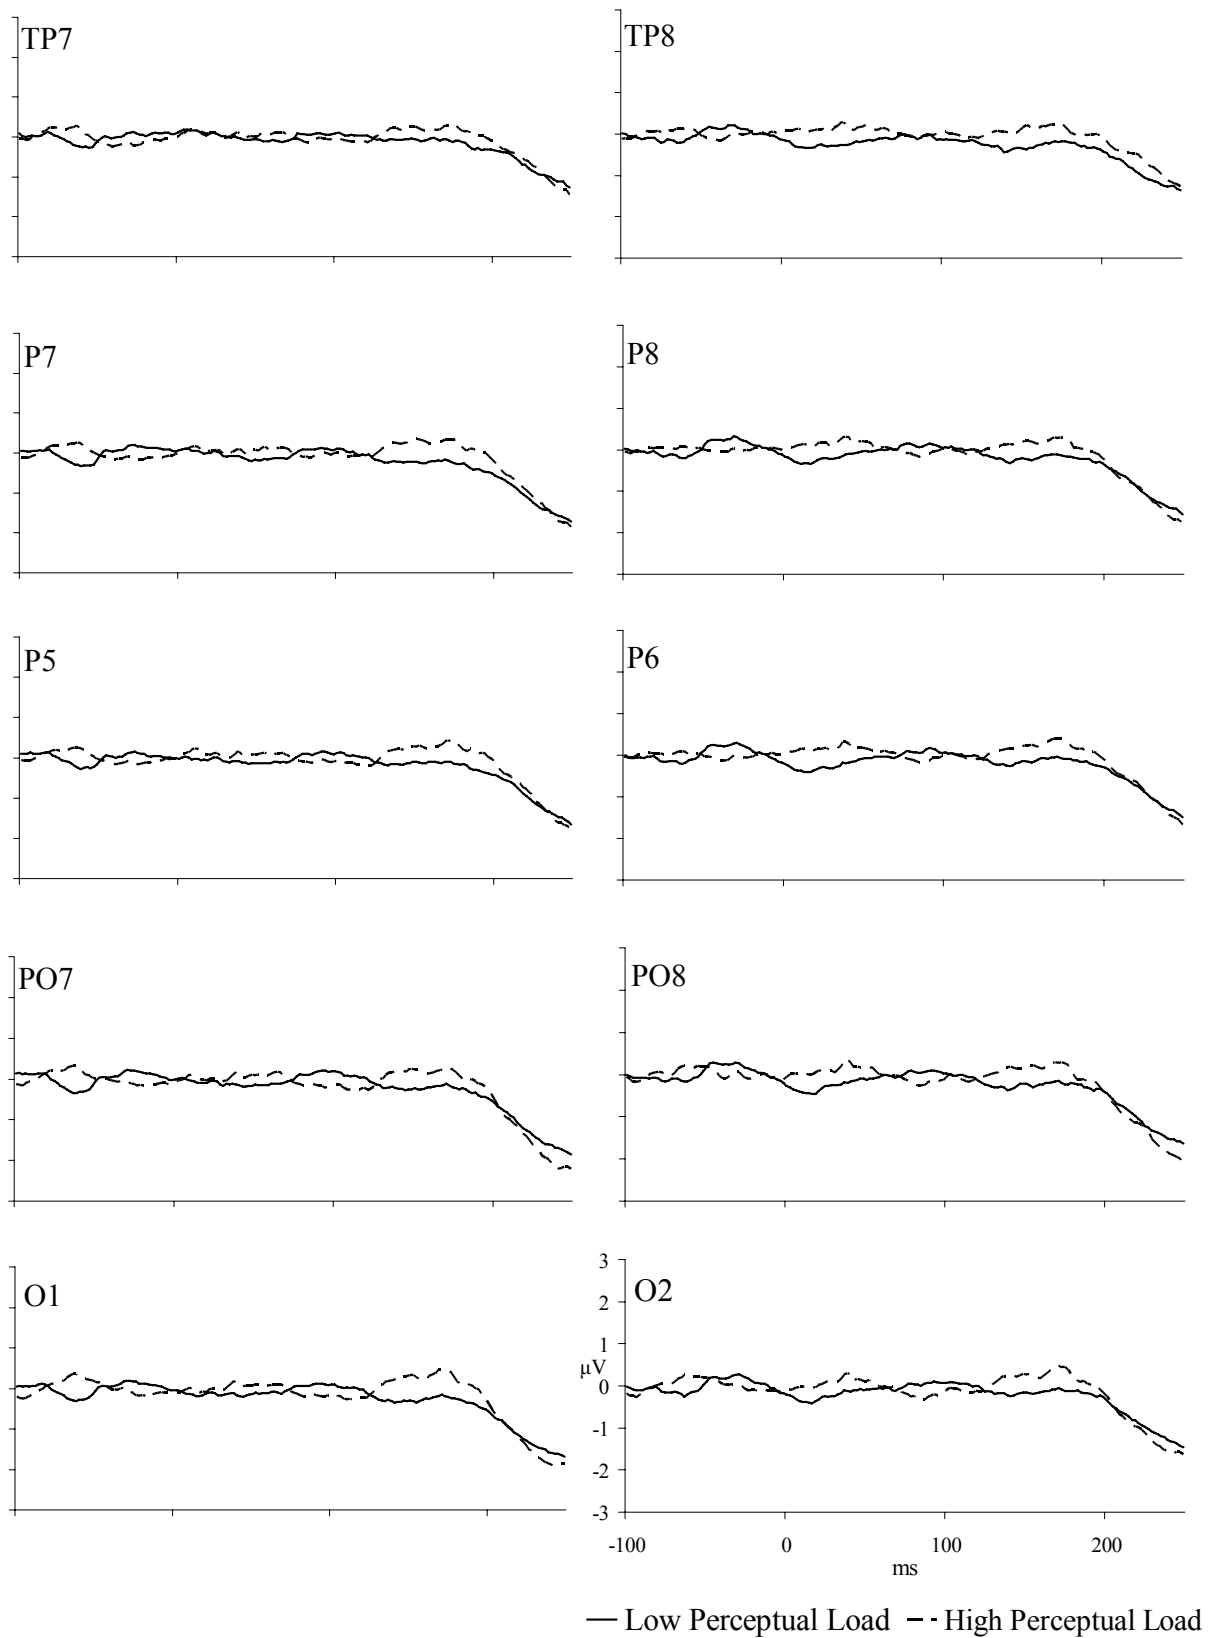 TP7
TP8
P7
P8
P5
P6
PO7
PO8
O1
O2
3
2
1
µV
0
-1
-2
-3
-100 0 100 200
ms
Low Perceptual Load High Perceptual Load